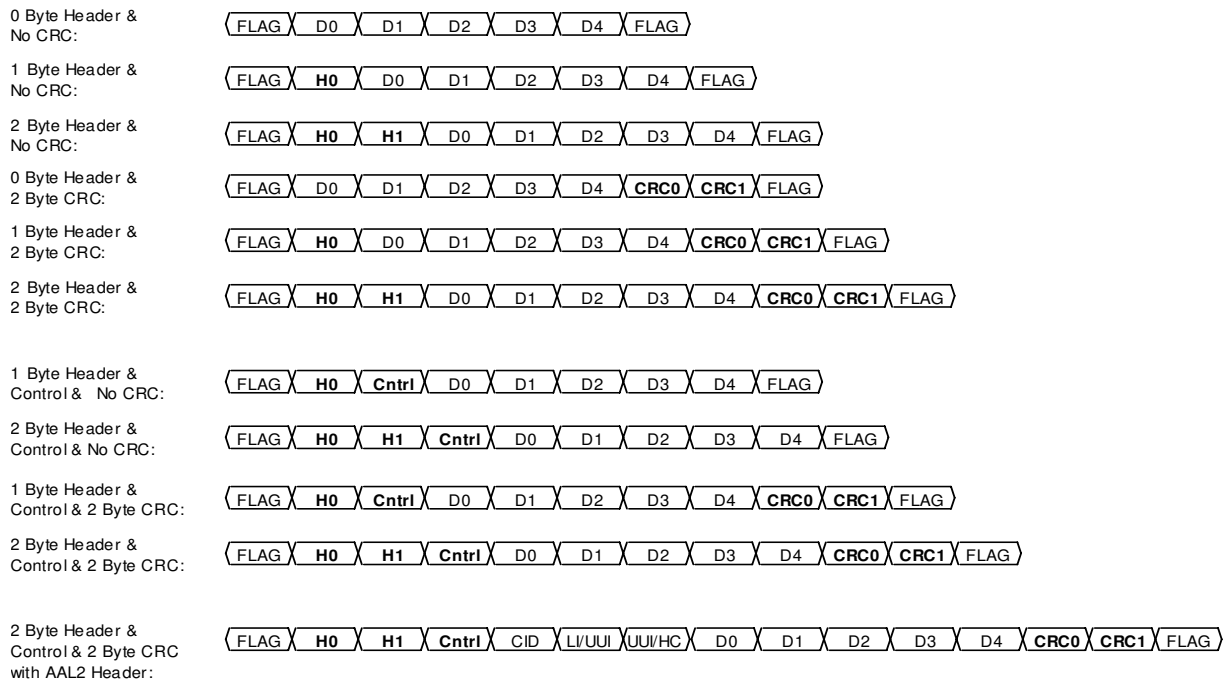 0 Byte Header &
No CRC:
FLAG D0 D1 D2 D3 D4 FLAG
1 Byte Header &
No CRC:
FLAG H0 D0 D1 D2 D3 D4 FLAG
2 Byte Header &
No CRC:
FLAG H0 H1 D0 D1 D2 D3 D4 FLAG
0 Byte Header &
2 Byte CRC:
FLAG D0 D1 D2 D3 D4 CRC0 CRC1 FLAG
1 Byte Header &
2 Byte CRC:
FLAG H0 D0 D1 D2 D3 D4 CRC0 CRC1 FLAG
2 Byte Header &
2 Byte CRC:
FLAG H0 H1 D0 D1 D2 D3 D4 CRC0 CRC1 FLAG
1 Byte Header &
Control & No CRC:
FLAG H0 Cntrl D0 D1 D2 D3 D4 FLAG
2 Byte Header &
Control & No CRC:
FLAG H0 H1 Cntrl D0 D1 D2 D3 D4 FLAG
1 Byte Header &
Control & 2 Byte CRC:
FLAG H0 Cntrl D0 D1 D2 D3 D4 CRC0 CRC1 FLAG
2 Byte Header &
Control & 2 Byte CRC:
FLAG H0 H1 Cntrl D0 D1 D2 D3 D4 CRC0 CRC1 FLAG
2 Byte Header &
Control & 2 Byte CRC
with AAL2 Header:
FLAG H0 H1 Cntrl CID LI/UUI UUI/HC D0 D1 D2 D3 D4 CRC0 CRC1 FLAG